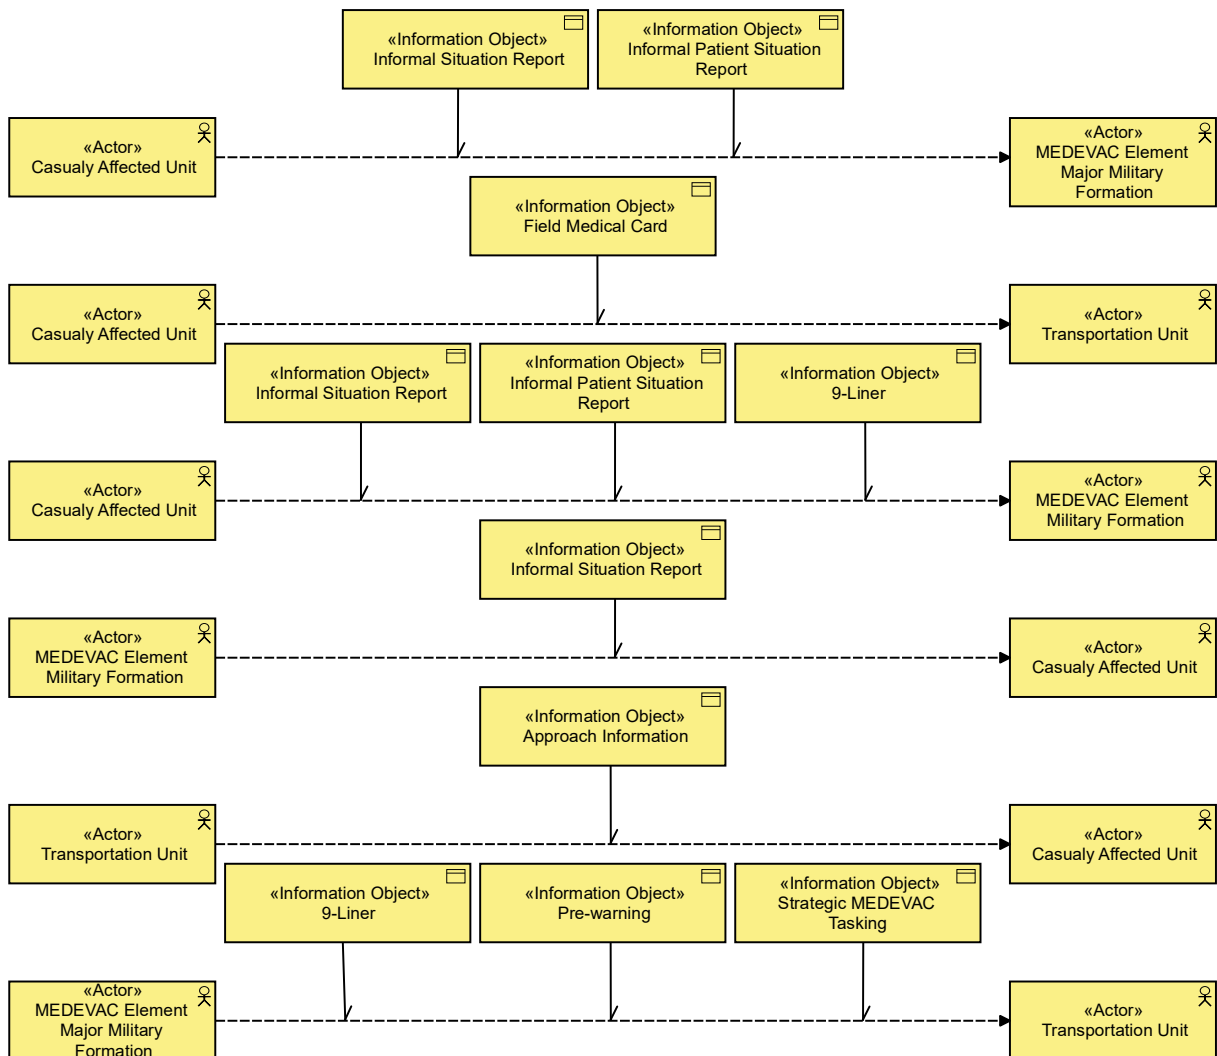 «Information Object»
Informal Situation Report
«Information Object»
Informal Patient Situation
Report
«Actor»
Casualy Affected Unit
«Actor»
MEDEVAC Element
Major Military
Formation
«Information Object»
Field Medical Card
«Actor»
Casualy Affected Unit
«Actor»
Transportation Unit
«Information Object»
Informal Situation Report
«Information Object»
Informal Patient Situation
Report
«Information Object»
9-Liner
«Actor»
Casualy Affected Unit
«Actor»
MEDEVAC Element
Military Formation
«Information Object»
Informal Situation Report
«Actor»
MEDEVAC Element
Military Formation
«Actor»
Casualy Affected Unit
«Information Object»
Approach Information
«Actor»
Transportation Unit
«Actor»
Casualy Affected Unit
«Information Object»
9-Liner
«Information Object»
Pre-warning
«Information Object»
Strategic MEDEVAC
Tasking
«Actor»
MEDEVAC Element
Major Military
Formation
«Actor»
Transportation Unit